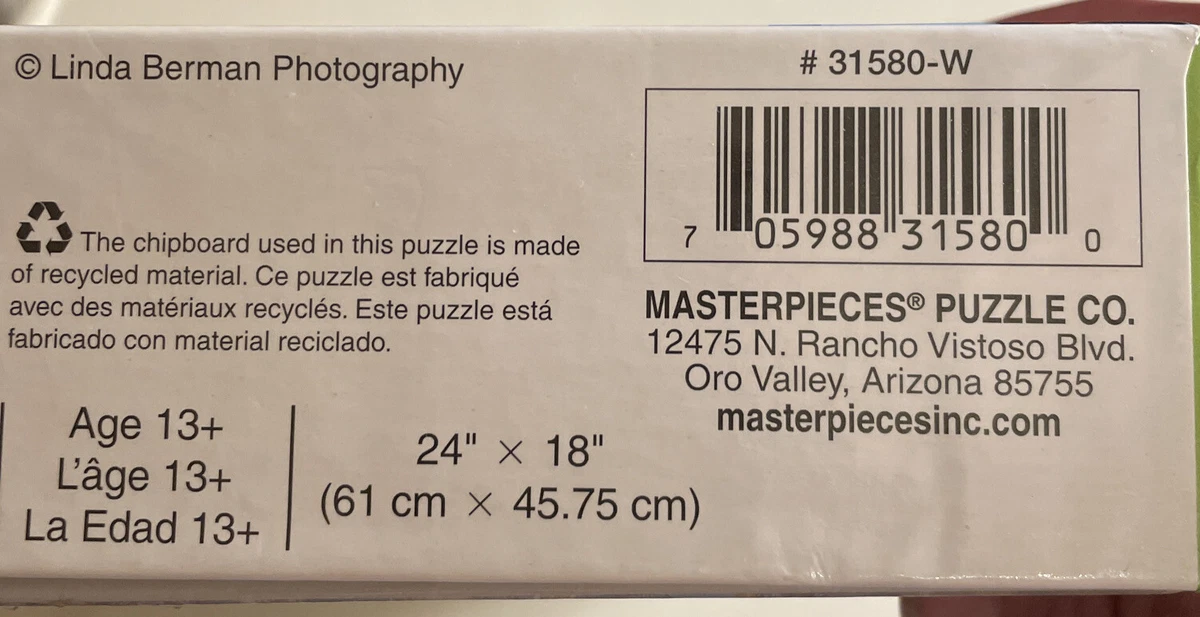 © Linda Berman Photography
# 31580-W
7 05988 31580 0
The chipboard used in this puzzle is made
of recycled material. Ce puzzle est fabriqué
avec des matériaux recyclés. Este puzzle está
fabricado con material reciclado.
MASTERPIECES® PUZZLE CO.
12475 N. Rancho Vistoso Blvd.
Oro Valley, Arizona 85755
masterpiecesinc.com
Age 13+
L'âge 13+
La Edad 13+
24" × 18"
(61 cm × 45.75 cm)